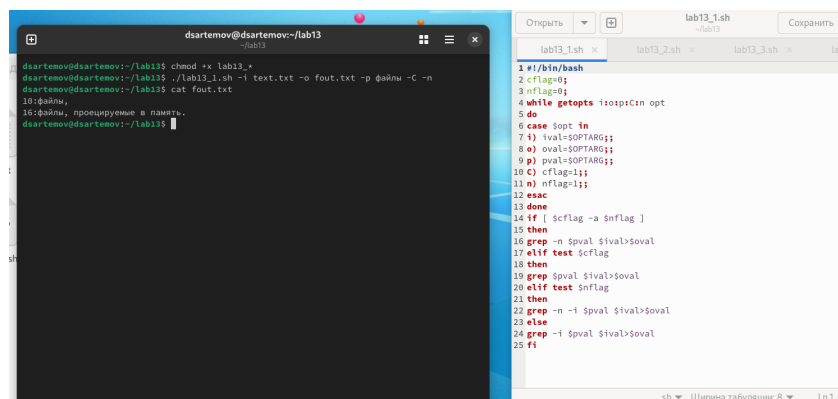 dsartemov@dsartemov:~/lab13
~/lab13
dsartemov@dsartemov:~/lab13$ chmod +x lab13_*
dsartemov@dsartemov:~/lab13$ ./lab13_1.sh -i text.txt -o fout.txt -p файлы -C -n
dsartemov@dsartemov:~/lab13$ cat fout.txt
10:файлы,
16:файлы, проецируемые в память.
dsartemov@dsartemov:~/lab13$
Открыть
lab13_1.sh
~/lab13
Сохранить
lab13_1.sh ×
lab13_2.sh ×
lab13_3.sh ×
1 #!/bin/bash
2 cflag=0;
3 nflag=0;
4 while getopts i:o:p:C:n opt
5 do
6 case $opt in
7 i) ival=$OPTARG;;
8 o) oval=$OPTARG;;
9 p) pval=$OPTARG;;
10 C) cflag=1;;
11 n) nflag=1;;
12 esac
13 done
14 if [ $cflag -a $nflag ]
15 then
16 grep -n $pval $ival>$oval
17 elif test $cflag
18 then
19 grep $pval $ival>$oval
20 elif test $nflag
21 then
22 grep -n -i $pval $ival>$oval
23 else
24 grep -i $pval $ival>$oval
25 fi
sh
Ширина табуляции: 8
Ln 1